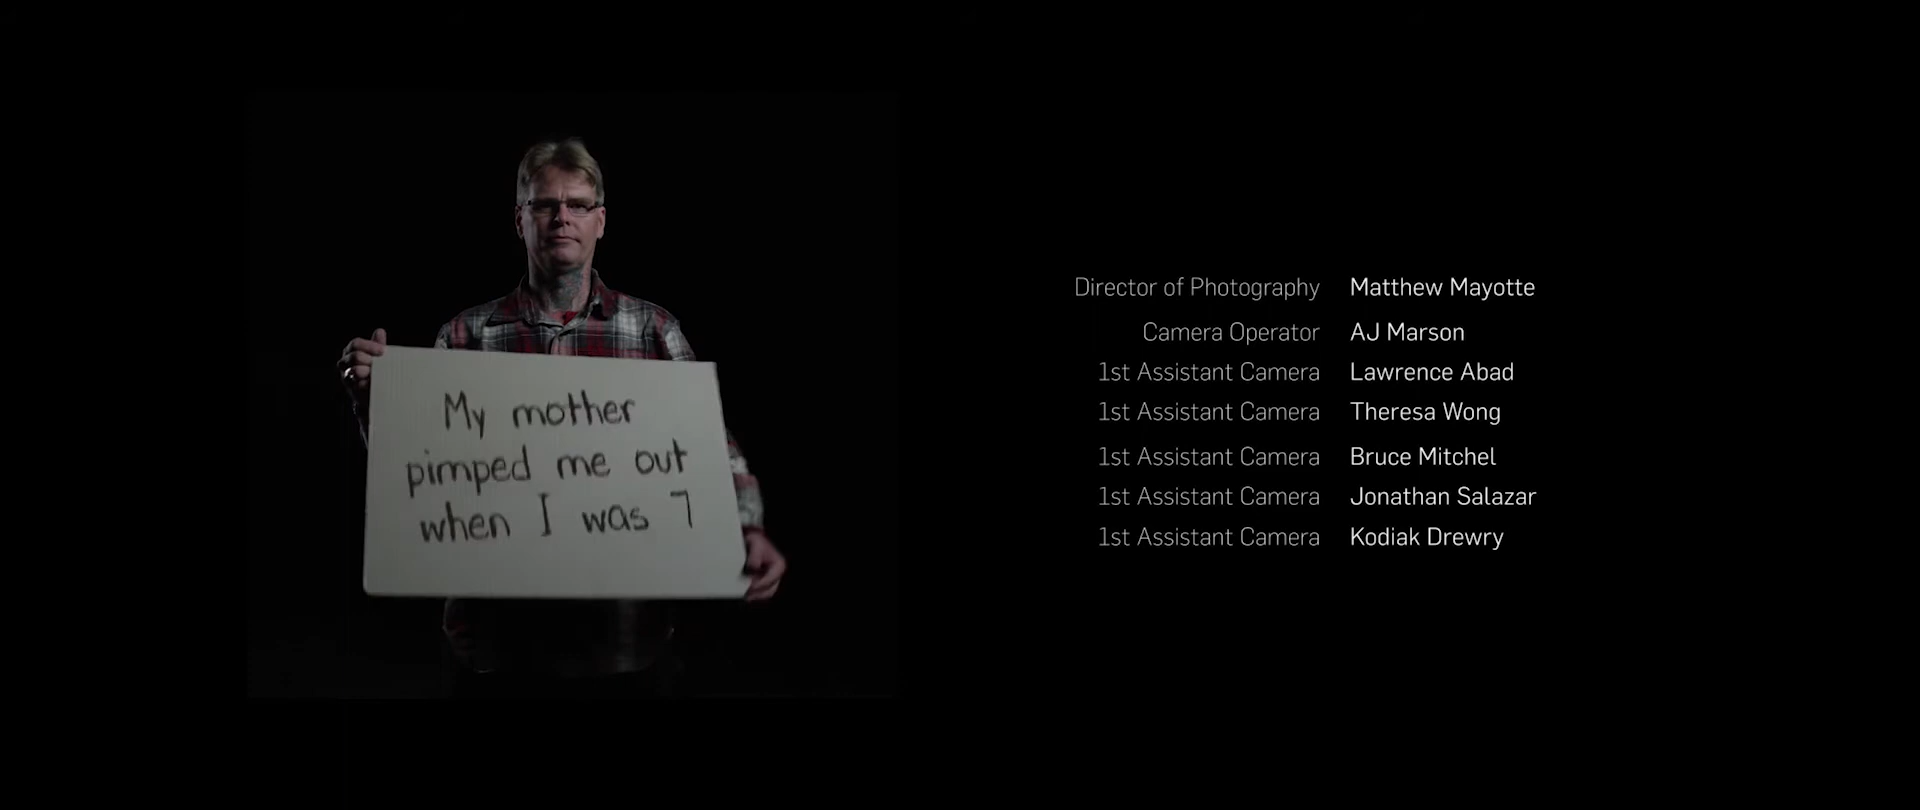 My mother
pimped me out
when I was 7
Director of Photography Matthew Mayotte
Camera Operator AJ Marson
1st Assistant Camera Lawrence Abad
1st Assistant Camera Theresa Wong
1st Assistant Camera Bruce Mitchel
1st Assistant Camera Jonathan Salazar
1st Assistant Camera Kodiak Drewry